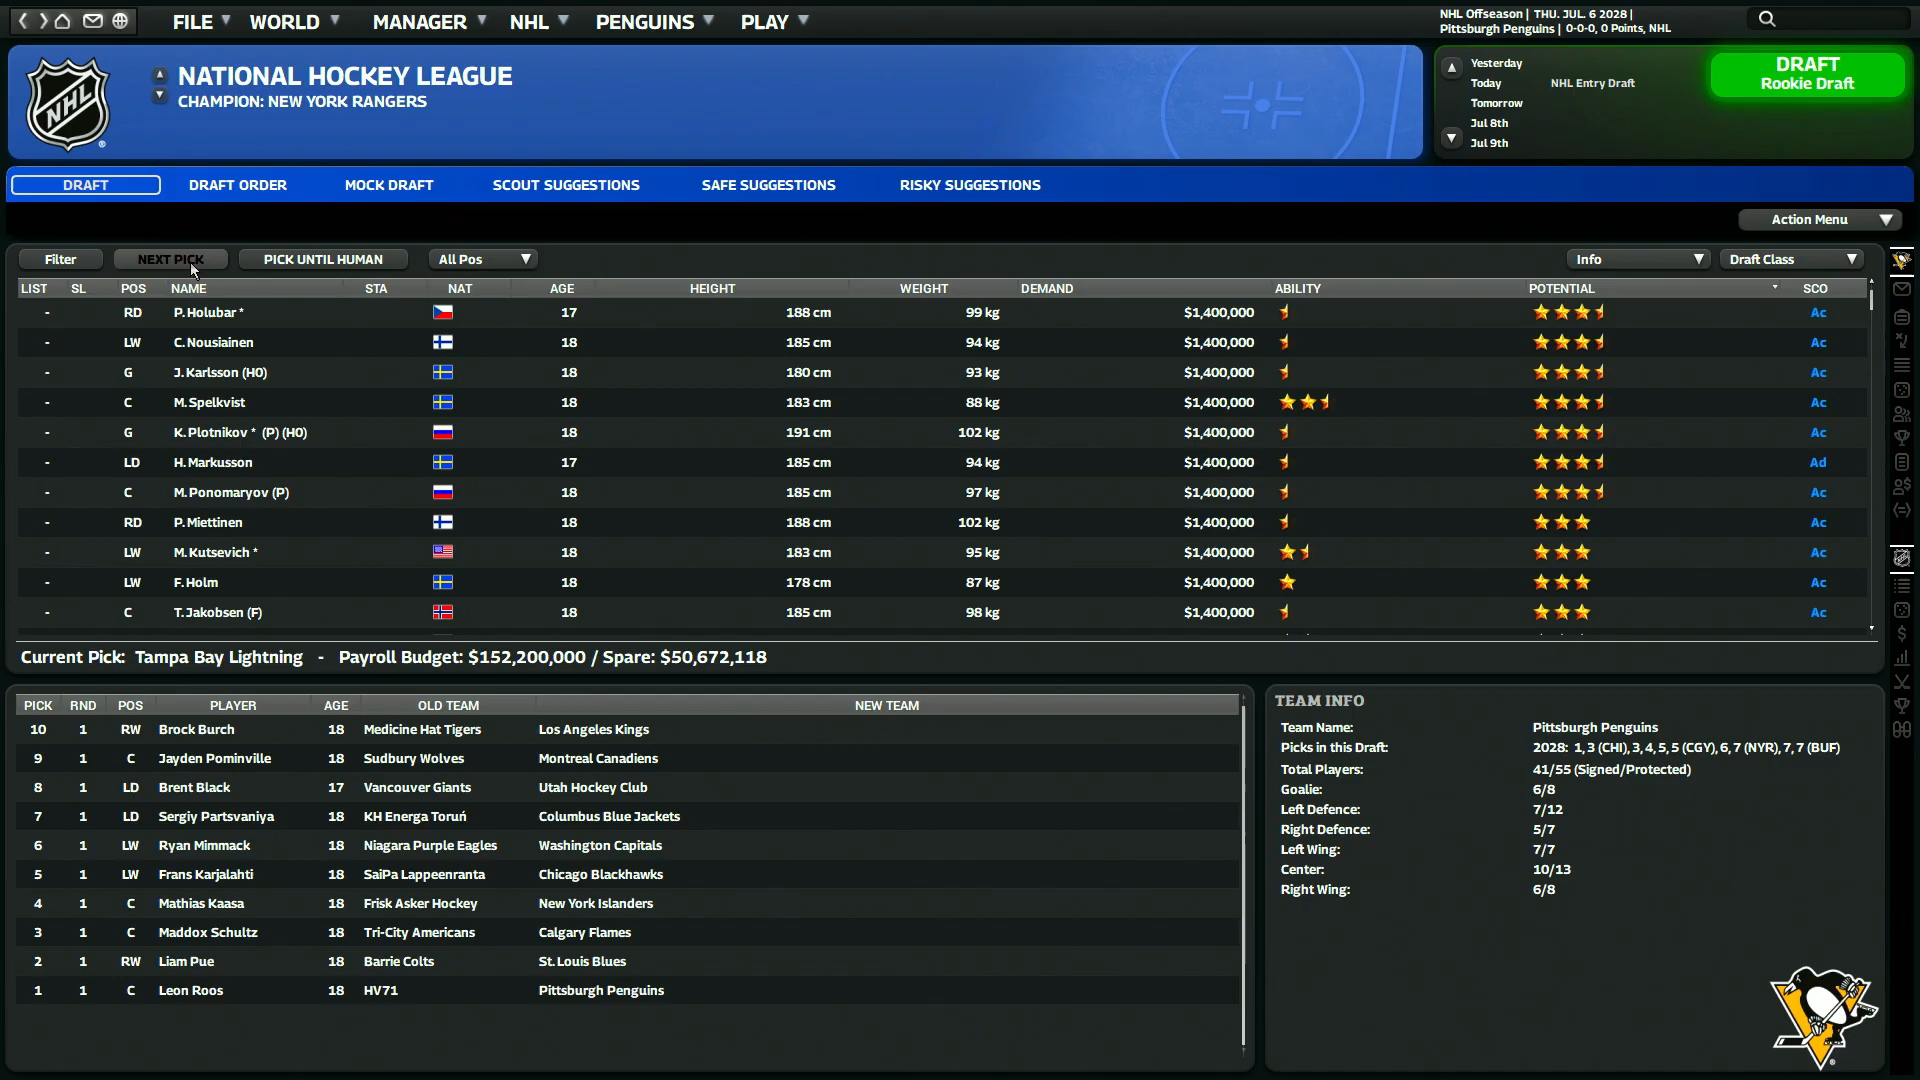 FILE WORLD MANAGER NHL PENGUINS PLAY
NHL Offseason | THU. JUL. 6 2028 |
Pittsburgh Penguins | 0-0-0, 0 Points, NHL
NHL
NATIONAL HOCKEY LEAGUE
CHAMPION: NEW YORK RANGERS
Yesterday
Today NHL Entry Draft
Tomorrow
Jul 8th
Jul 9th
DRAFT
Rookie Draft
DRAFT DRAFT ORDER MOCK DRAFT SCOUT SUGGESTIONS SAFE SUGGESTIONS RISKY SUGGESTIONS
Action Menu
Filter NEXT PICK PICK UNTIL HUMAN All Pos Info Draft Class
LIST SL POS NAME STA NAT AGE HEIGHT WEIGHT DEMAND ABILITY POTENTIAL SCO
- RD P. Holubar * 17 188 cm 99 kg $1,400,000 Ac
- LW C. Nousiainen 18 185 cm 94 kg $1,400,000 Ac
- G J. Karlsson (H0) 18 180 cm 93 kg $1,400,000 Ac
- C M. Spelkvist 18 183 cm 88 kg $1,400,000 Ac
- G K. Plotnikov * (P) (H0) 18 191 cm 102 kg $1,400,000 Ac
- LD H. Markusson 17 185 cm 94 kg $1,400,000 Ad
- C M. Ponomaryov (P) 18 185 cm 97 kg $1,400,000 Ac
- RD P. Miettinen 18 188 cm 102 kg $1,400,000 Ac
- LW M. Kutsevich * 18 183 cm 95 kg $1,400,000 Ac
- LW F. Holm 18 178 cm 87 kg $1,400,000 Ac
- C T. Jakobsen (F) 18 185 cm 98 kg $1,400,000 Ac
Current Pick: Tampa Bay Lightning - Payroll Budget: $152,200,000 / Spare: $50,672,118
PICK RND POS PLAYER AGE OLD TEAM NEW TEAM
10 1 RW Brock Burch 18 Medicine Hat Tigers Los Angeles Kings
9 1 C Jayden Pominville 18 Sudbury Wolves Montreal Canadiens
8 1 LD Brent Black 17 Vancouver Giants Utah Hockey Club
7 1 LD Sergiy Partsvaniya 18 KH Energa Toruń Columbus Blue Jackets
6 1 LW Ryan Mimmack 18 Niagara Purple Eagles Washington Capitals
5 1 LW Frans Karjalahti 18 SaiPa Lappeenranta Chicago Blackhawks
4 1 C Mathias Kaasa 18 Frisk Asker Hockey New York Islanders
3 1 C Maddox Schultz 18 Tri-City Americans Calgary Flames
2 1 RW Liam Pue 18 Barrie Colts St. Louis Blues
1 1 C Leon Roos 18 HV71 Pittsburgh Penguins
TEAM INFO
Team Name: Pittsburgh Penguins
Picks in this Draft: 2028: 1, 3 (CHI), 3, 4, 5, 5 (CGY), 6, 7 (NYR), 7, 7 (BUF)
Total Players: 41/55 (Signed/Protected)
Goalie: 6/8
Left Defence: 7/12
Right Defence: 5/7
Left Wing: 7/7
Center: 10/13
Right Wing: 6/8